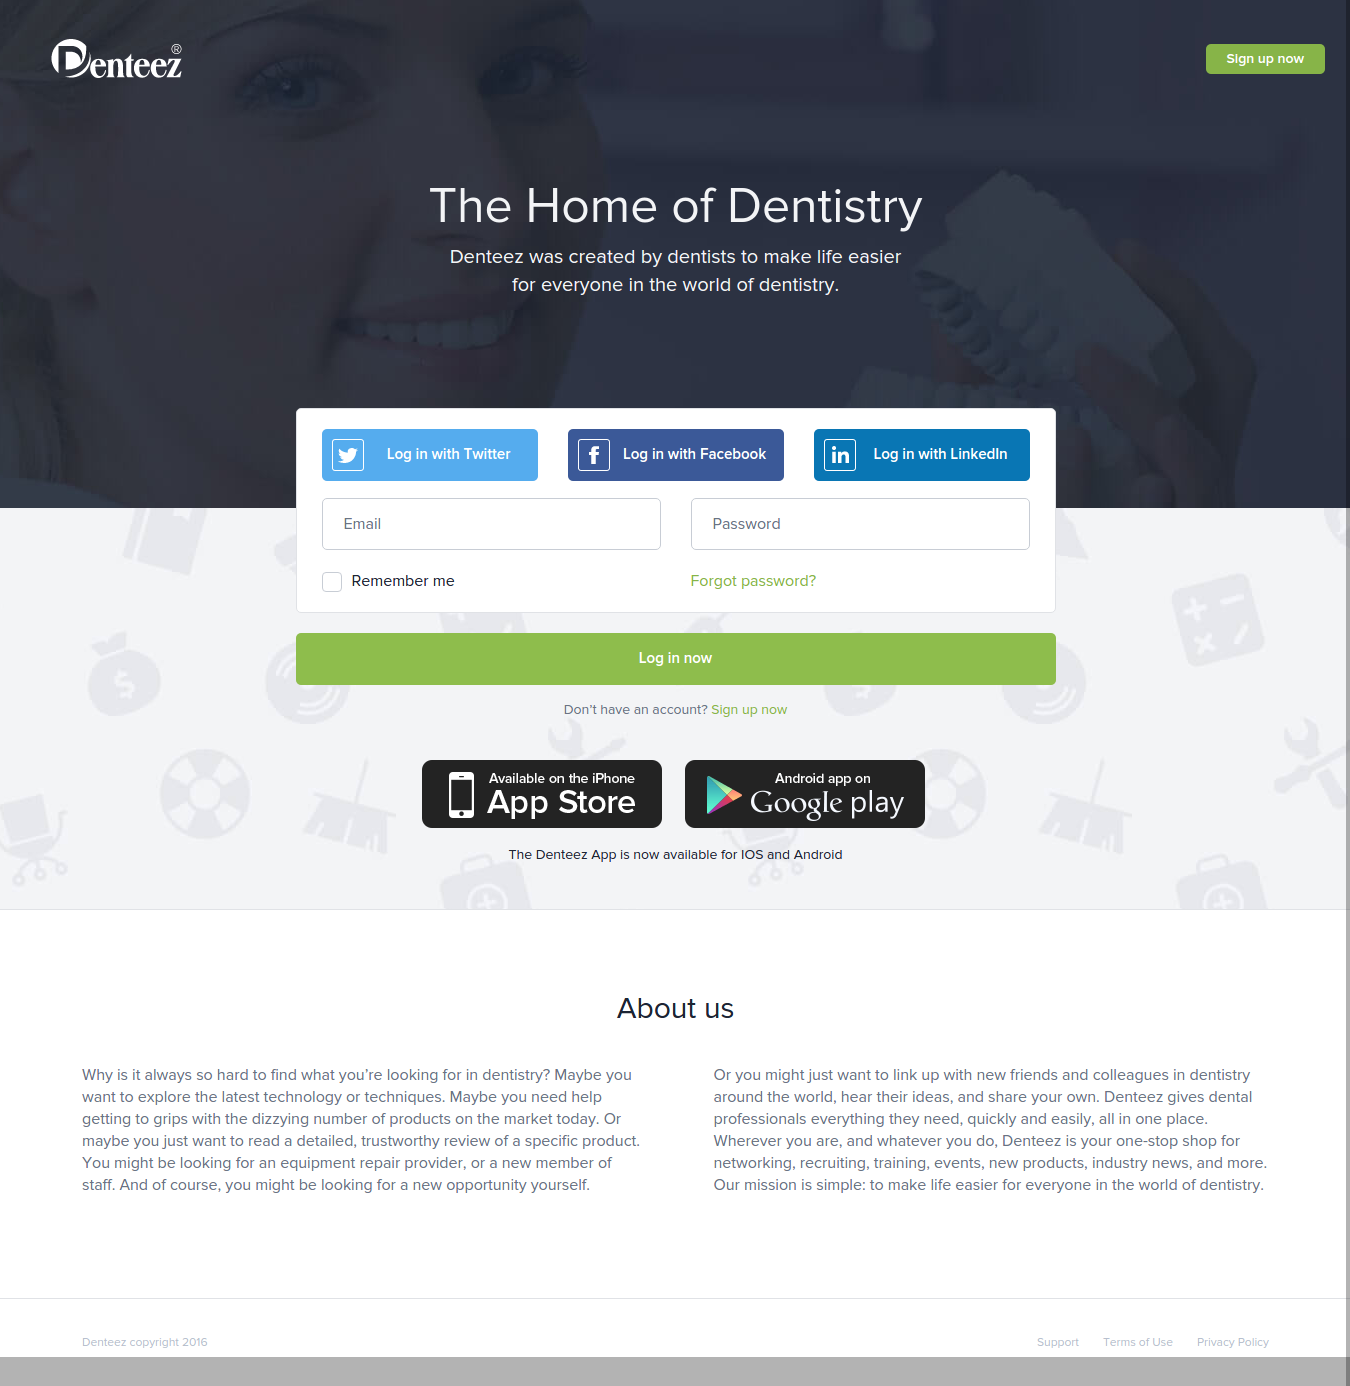 Denteez®
Sign up now
The Home of Dentistry
Denteez was created by dentists to make life easier
for everyone in the world of dentistry.
Log in with Twitter
Log in with Facebook
Log in with LinkedIn
Email
Password
Remember me
Forgot password?
Log in now
Don't have an account? Sign up now
Available on the iPhone
App Store
Android app on
Google play
The Denteez App is now available for IOS and Android
About us
Why is it always so hard to find what you’re looking for in dentistry? Maybe you
want to explore the latest technology or techniques. Maybe you need help
getting to grips with the dizzying number of products on the market today. Or
maybe you just want to read a detailed, trustworthy review of a specific product.
You might be looking for an equipment repair provider, or a new member of
staff. And of course, you might be looking for a new opportunity yourself.
Or you might just want to link up with new friends and colleagues in dentistry
around the world, hear their ideas, and share your own. Denteez gives dental
professionals everything they need, quickly and easily, all in one place.
Wherever you are, and whatever you do, Denteez is your one-stop shop for
networking, recruiting, training, events, new products, industry news, and more.
Our mission is simple: to make life easier for everyone in the world of dentistry.
Denteez copyright 2016
Support
Terms of Use
Privacy Policy